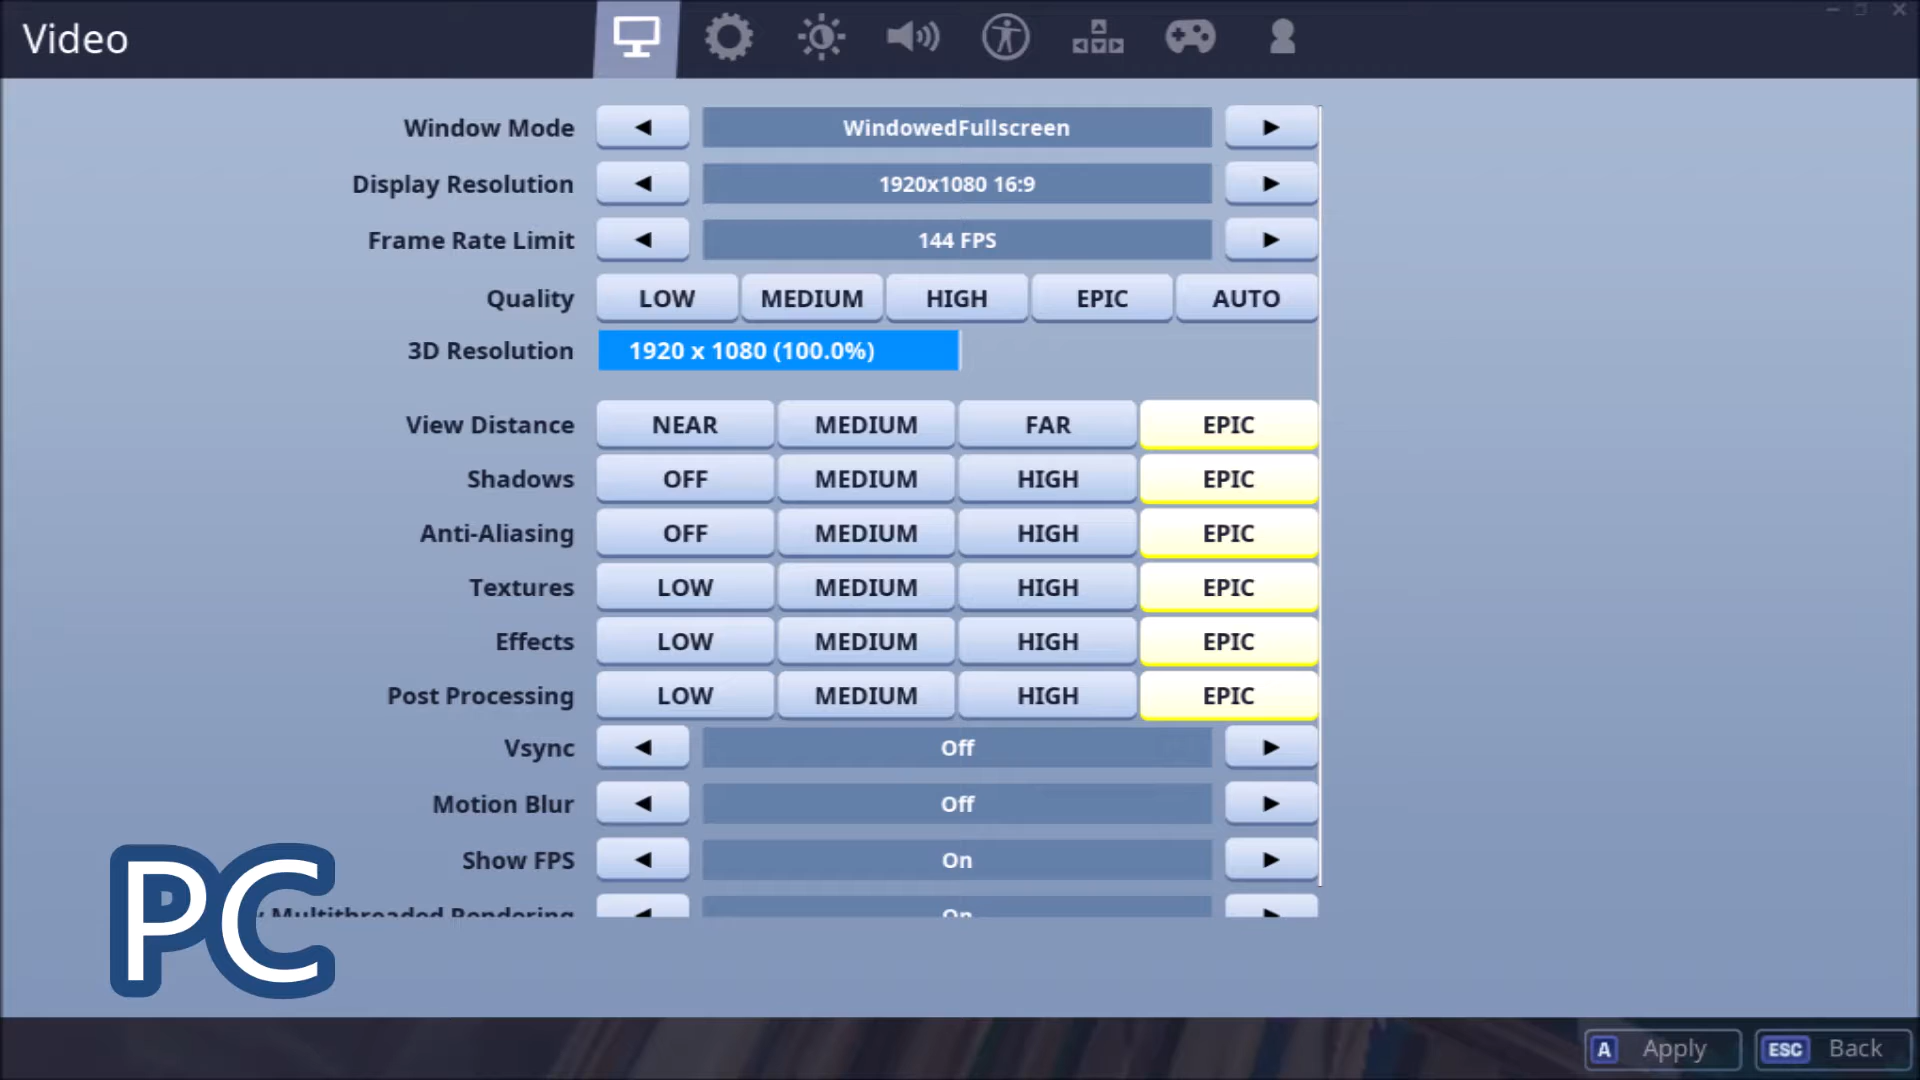 Video
Window Mode WindowedFullscreen
Display Resolution 1920x1080 16:9
Frame Rate Limit 144 FPS
Quality LOW MEDIUM HIGH EPIC AUTO
3D Resolution 1920 x 1080 (100.0%)
View Distance NEAR MEDIUM FAR EPIC
Shadows OFF MEDIUM HIGH EPIC
Anti-Aliasing OFF MEDIUM HIGH EPIC
Textures LOW MEDIUM HIGH EPIC
Effects LOW MEDIUM HIGH EPIC
Post Processing LOW MEDIUM HIGH EPIC
Vsync Off
Motion Blur Off
Show FPS On
Multithreaded Rendering On
PC
A Apply ESC Back